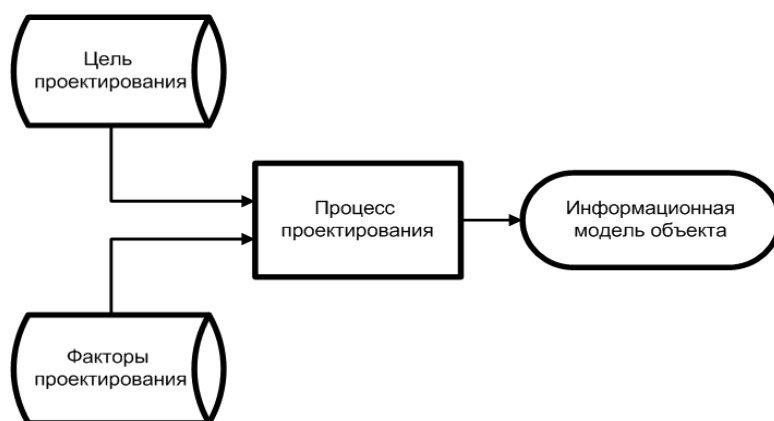 Цель
проектирования
Процесс
проектирования
Информационная
модель объекта
Факторы
проектирования